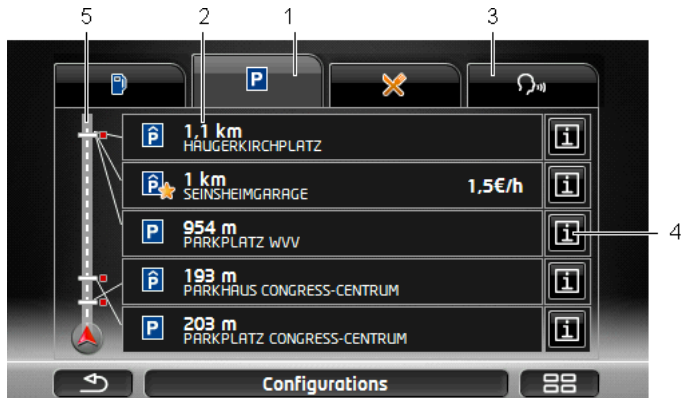 5 2 1 3
P
P 1,1 km
HAUGERKIRCHPLATZ
i
P 1 km
SEINSHEIMGARAGE
1,5€/h
i
P 954 m
PARKPLATZ WVV
i
4
P 193 m
PARKHAUS CONGRESS-CENTRUM
i
P 203 m
PARKPLATZ CONGRESS-CENTRUM
i
Configurations